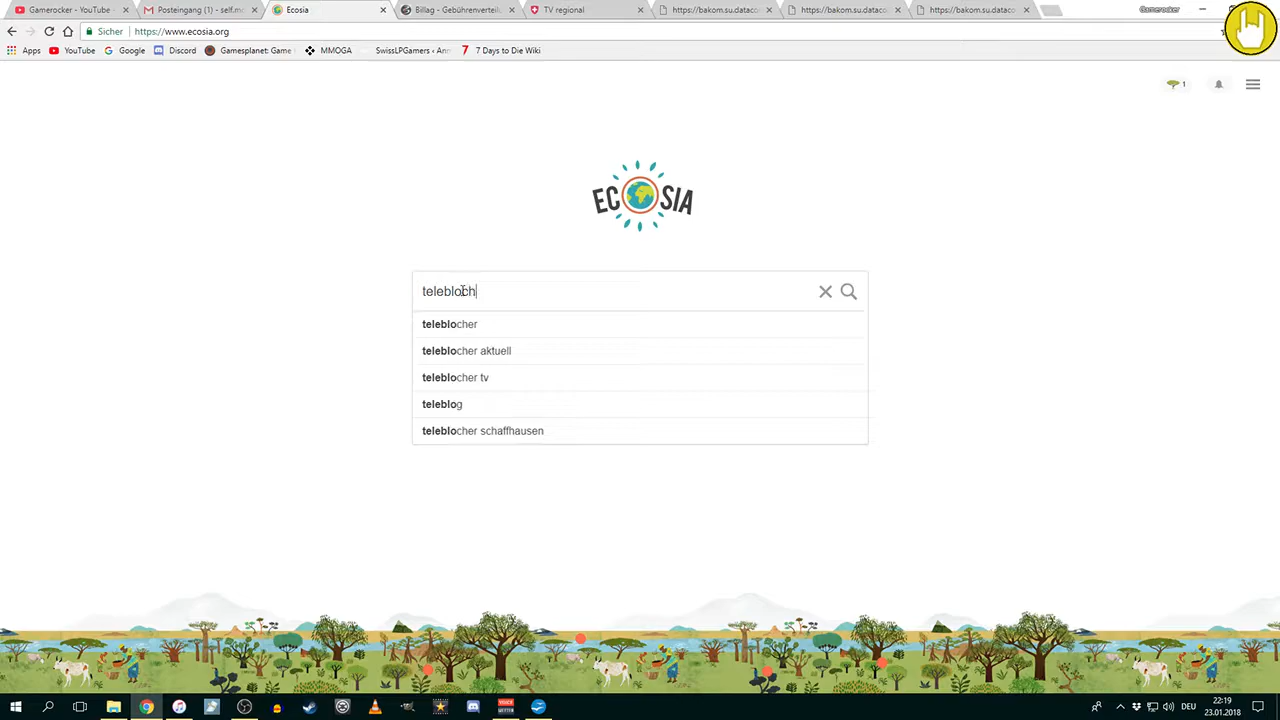 Gamerocker - YouTube
Posteingang (1) - self.mo
Ecosia
Billag - Gebührenverteil
TV regional
https://bakom.su.dataco
https://bakom.su.dataco
https://bakom.su.dataco
Gamerocker
Sicher
https://www.ecosia.org
Apps
YouTube
Google
Discord
Gamesplanet: Game
MMOGA
SwissLPGamers ‹ Ann
7 Days to Die Wiki
1
ECOSIA
telebloch
teleblocher
teleblocher aktuell
teleblocher tv
teleblog
teleblocher schaffhausen
DEU
22:19
23.01.2018